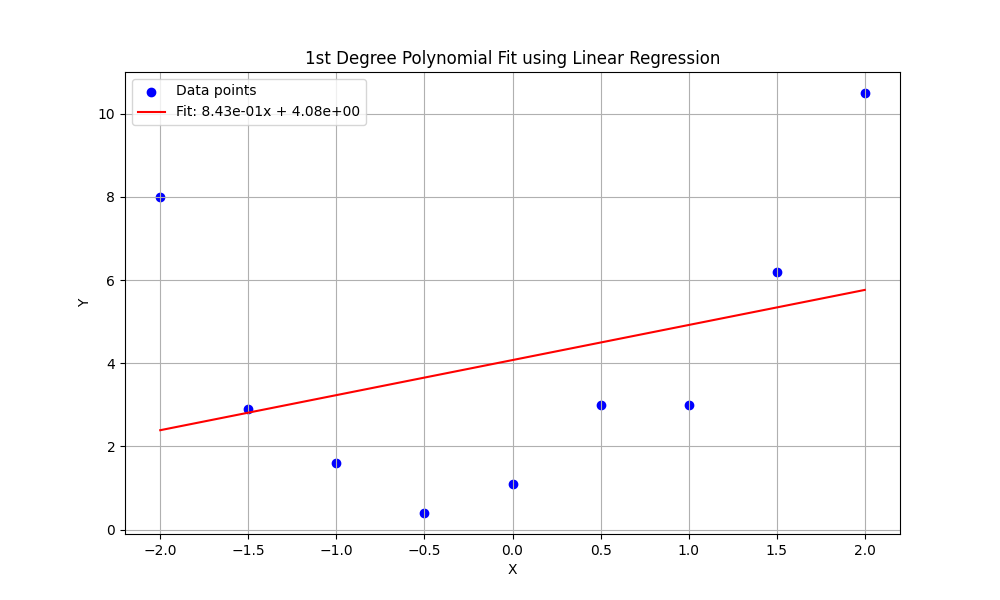 1st Degree Polynomial Fit using Linear Regression
Data points
Fit: 8.43e-01x + 4.08e+00
10
8
6
4
2
0
Y
−2.0 −1.5 −1.0 −0.5 0.0 0.5 1.0 1.5 2.0
X